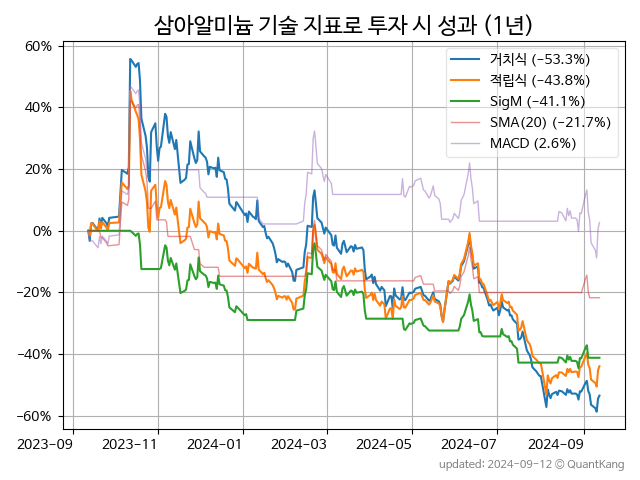 삼아알미늄 기술 지표로 투자 시 성과 (1년)
60%
40%
20%
0%
−20%
−40%
−60%
거치식 (−53.3%)
적립식 (−43.8%)
SigM (−41.1%)
SMA(20) (−21.7%)
MACD (2.6%)
2023-09 2023-11 2024-01 2024-03 2024-05 2024-07 2024-09
updated: 2024-09-12 ⓒ QuantKang